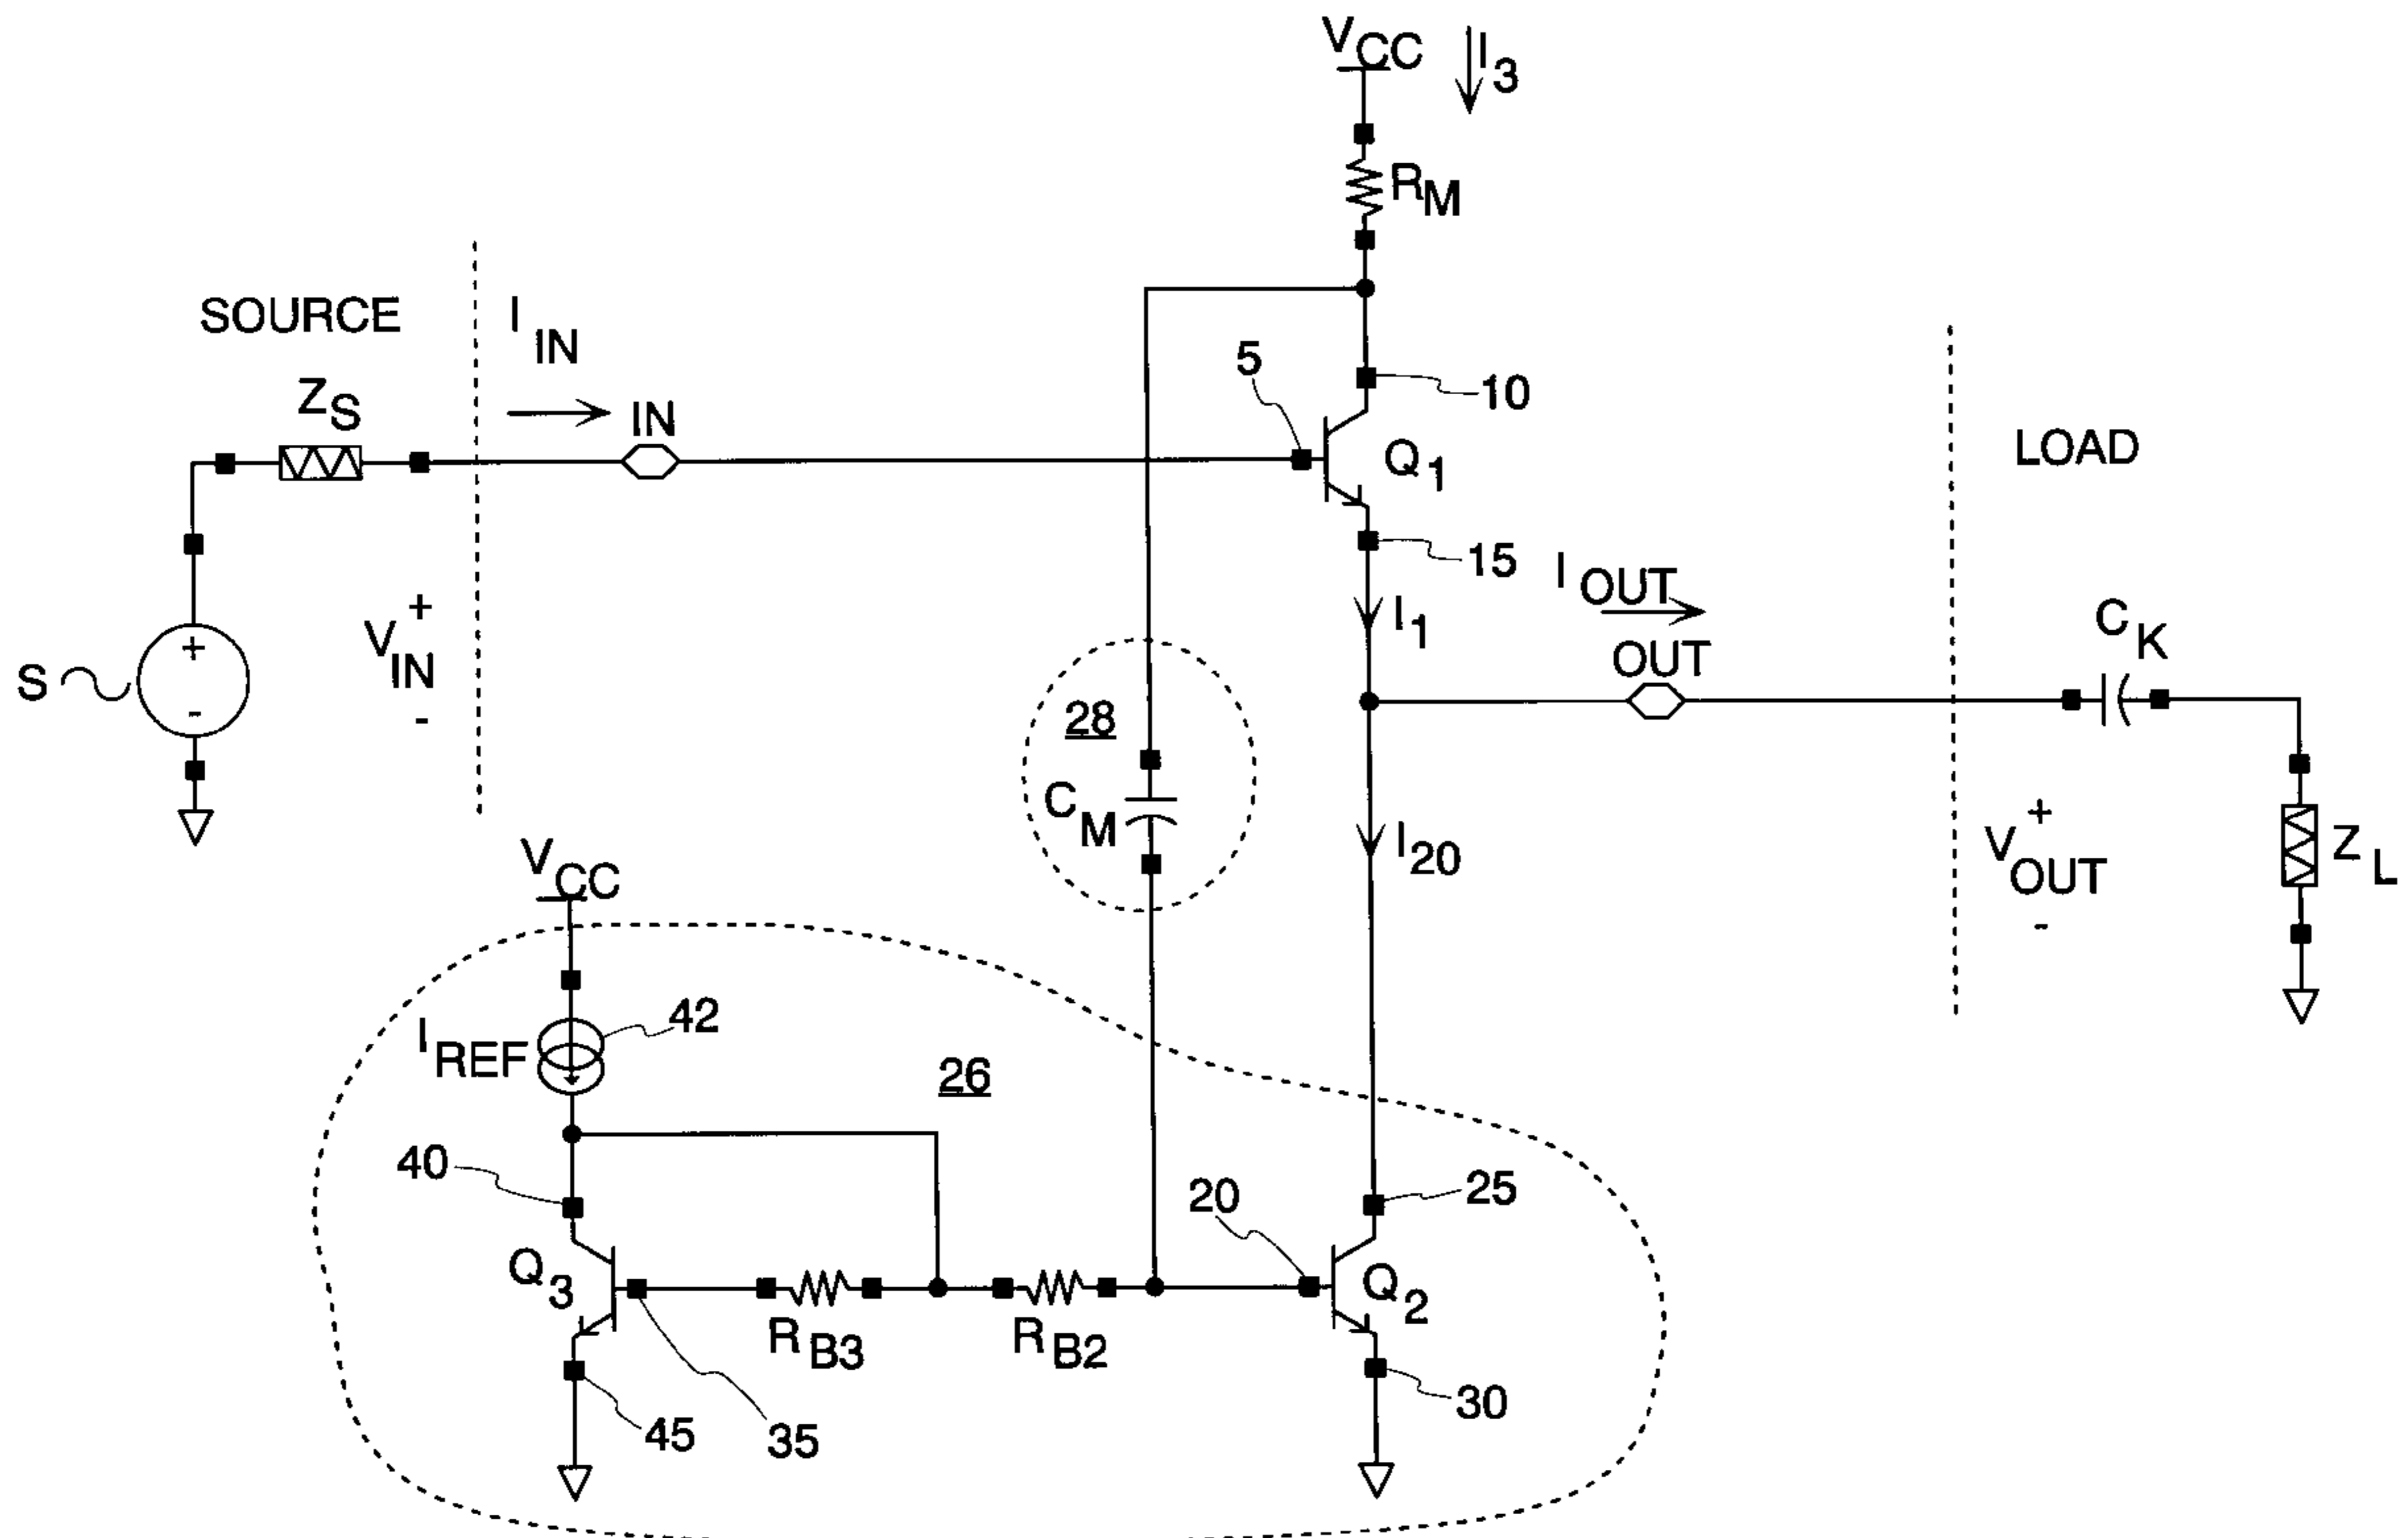 VCC
I3
RM
SOURCE
IIN
ZS
IN
5
10
Q1
LOAD
15
IOUT
I1
OUT
CK
S
+
-
VIN
+
-
28
CM
I20
VOUT
+
-
ZL
VCC
IREF
42
26
40
20
25
Q3
Q2
RB3
RB2
45
35
30